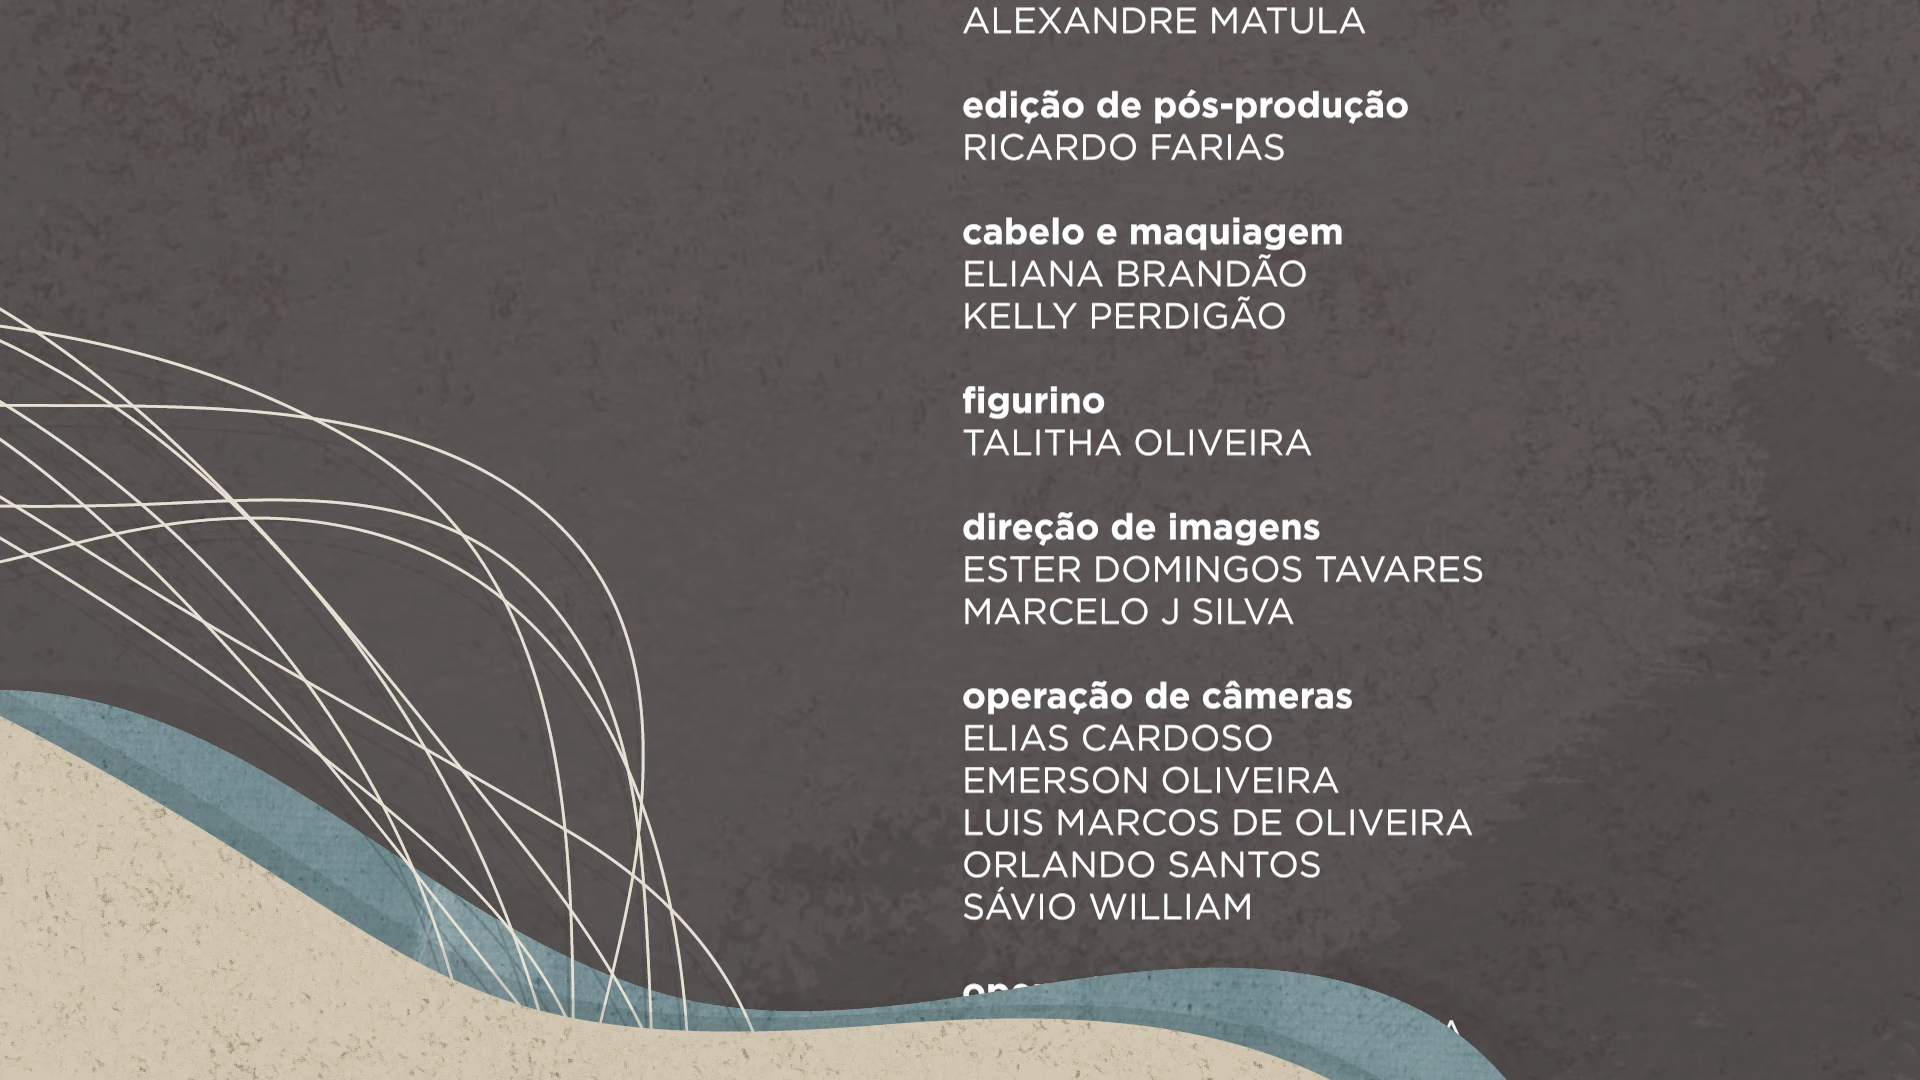 ALEXANDRE MATULA
edição de pós-produção
RICARDO FARIAS
cabelo e maquiagem
ELIANA BRANDÃO
KELLY PERDIGÃO
figurino
TALITHA OLIVEIRA
direção de imagens
ESTER DOMINGOS TAVARES
MARCELO J SILVA
operação de câmeras
ELIAS CARDOSO
EMERSON OLIVEIRA
LUIS MARCOS DE OLIVEIRA
ORLANDO SANTOS
SÁVIO WILLIAM